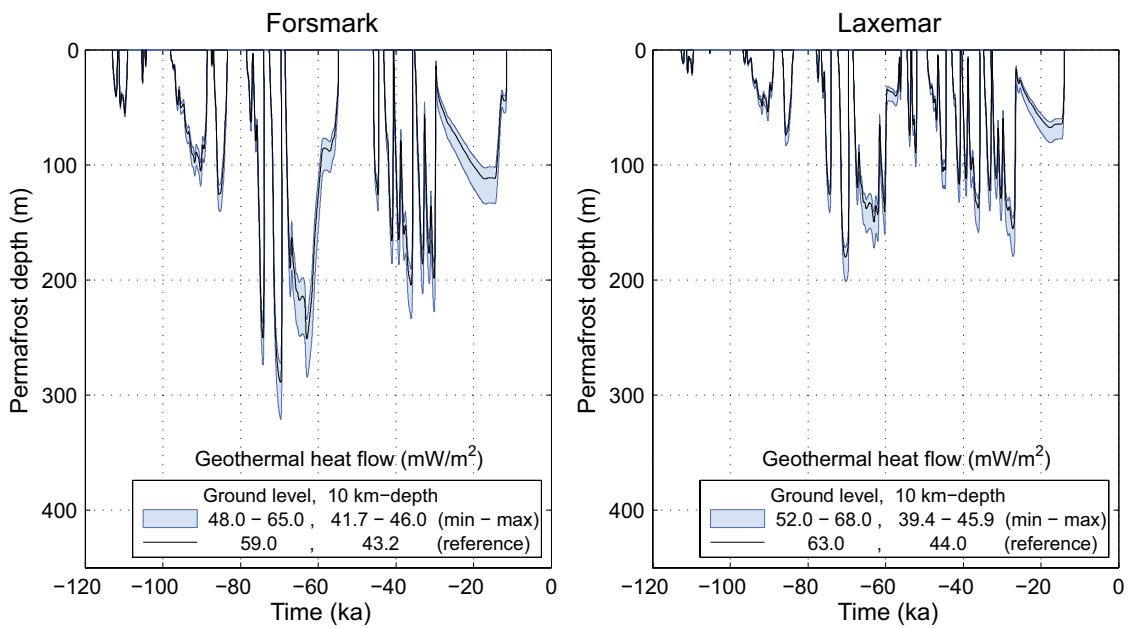 Forsmark
0
100
200
300
400
Permafrost depth (m)
Geothermal heat flow (mW/m²)
Ground level, 10 km−depth
48.0 − 65.0 , 41.7 − 46.0 (min − max)
59.0 , 43.2 (reference)
−120 −100 −80 −60 −40 −20 0
Time (ka)
Laxemar
0
100
200
300
400
Permafrost depth (m)
Geothermal heat flow (mW/m²)
Ground level, 10 km−depth
52.0 − 68.0 , 39.4 − 45.9 (min − max)
63.0 , 44.0 (reference)
−120 −100 −80 −60 −40 −20 0
Time (ka)